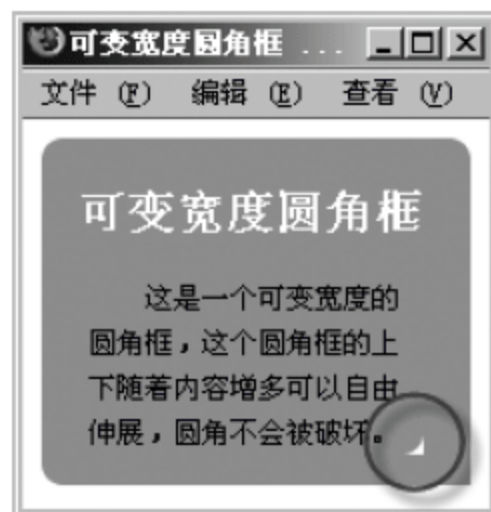 可变宽度圆角框 ...
文件 (F) 编辑 (E) 查看 (V)
可变宽度圆角框
这是一个可变宽度的
圆角框，这个圆角框的上
下随着内容增多可以自由
伸展，圆角不会被破坏。